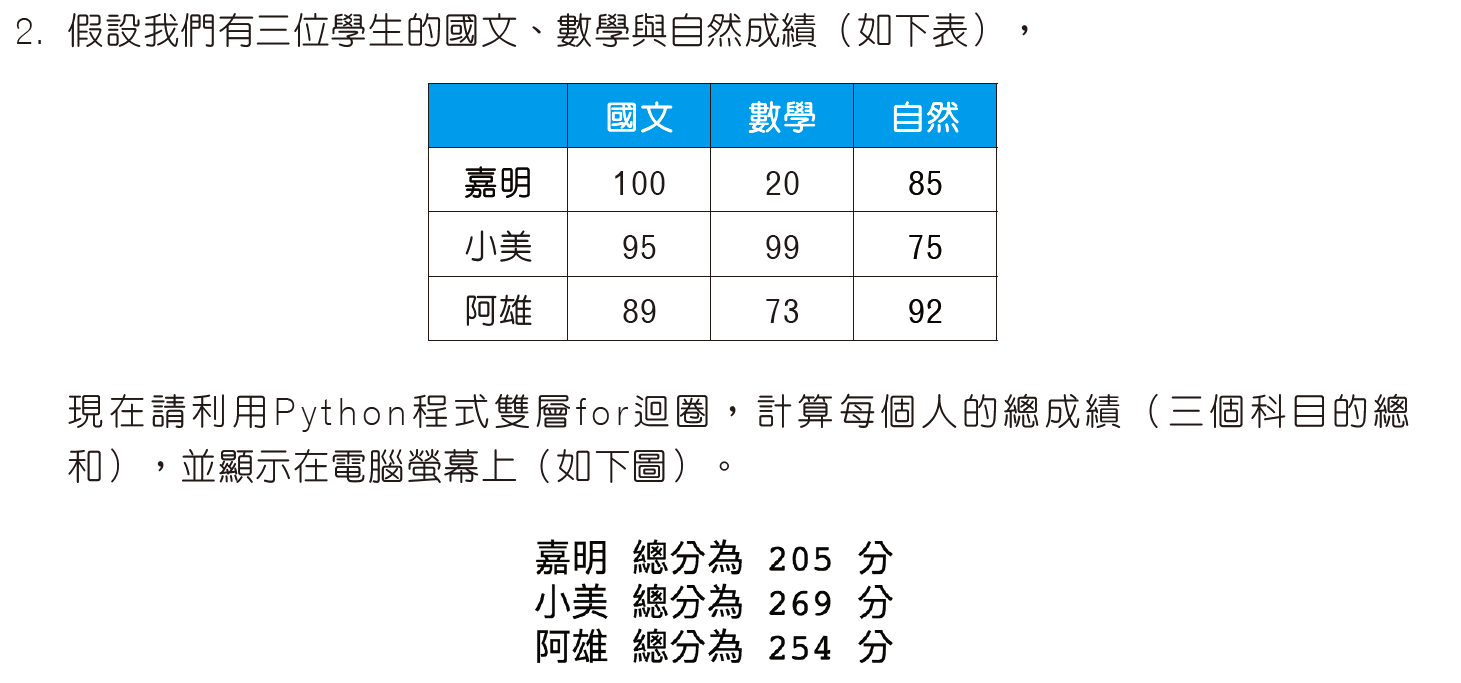 2. 假設我們有三位學生的國文、數學與自然成績（如下表），
國文 數學 自然
嘉明 100 20 85
小美 95 99 75
阿雄 89 73 92
現在請利用Python程式雙層for迴圈，計算每個人的總成績（三個科目的總
和），並顯示在電腦螢幕上（如下圖）。
嘉明 總分為 205 分
小美 總分為 269 分
阿雄 總分為 254 分